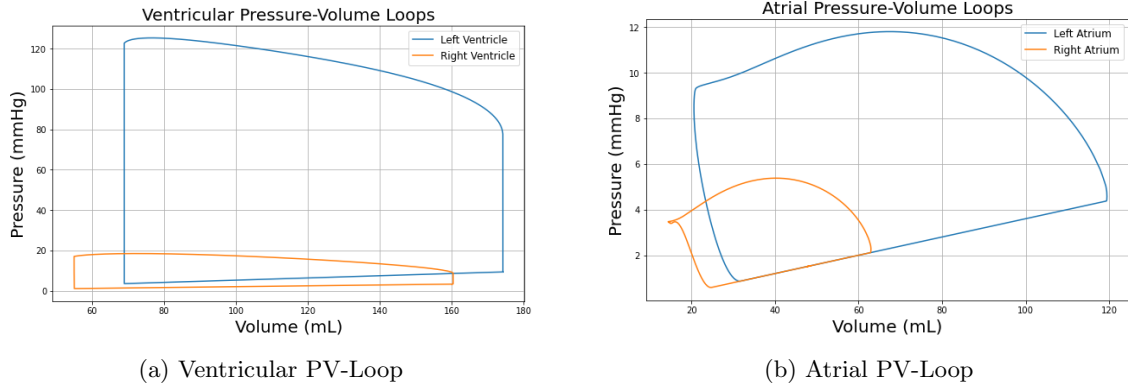 Ventricular Pressure-Volume Loops
Pressure (mmHg)
120
100
80
60
40
20
0
Left Ventricle
Right Ventricle
60
80
100
120
140
160
180
Volume (mL)
(a) Ventricular PV-Loop
Atrial Pressure-Volume Loops
Pressure (mmHg)
12
10
8
6
4
2
Left Atrium
Right Atrium
20
40
60
80
100
120
Volume (mL)
(b) Atrial PV-Loop